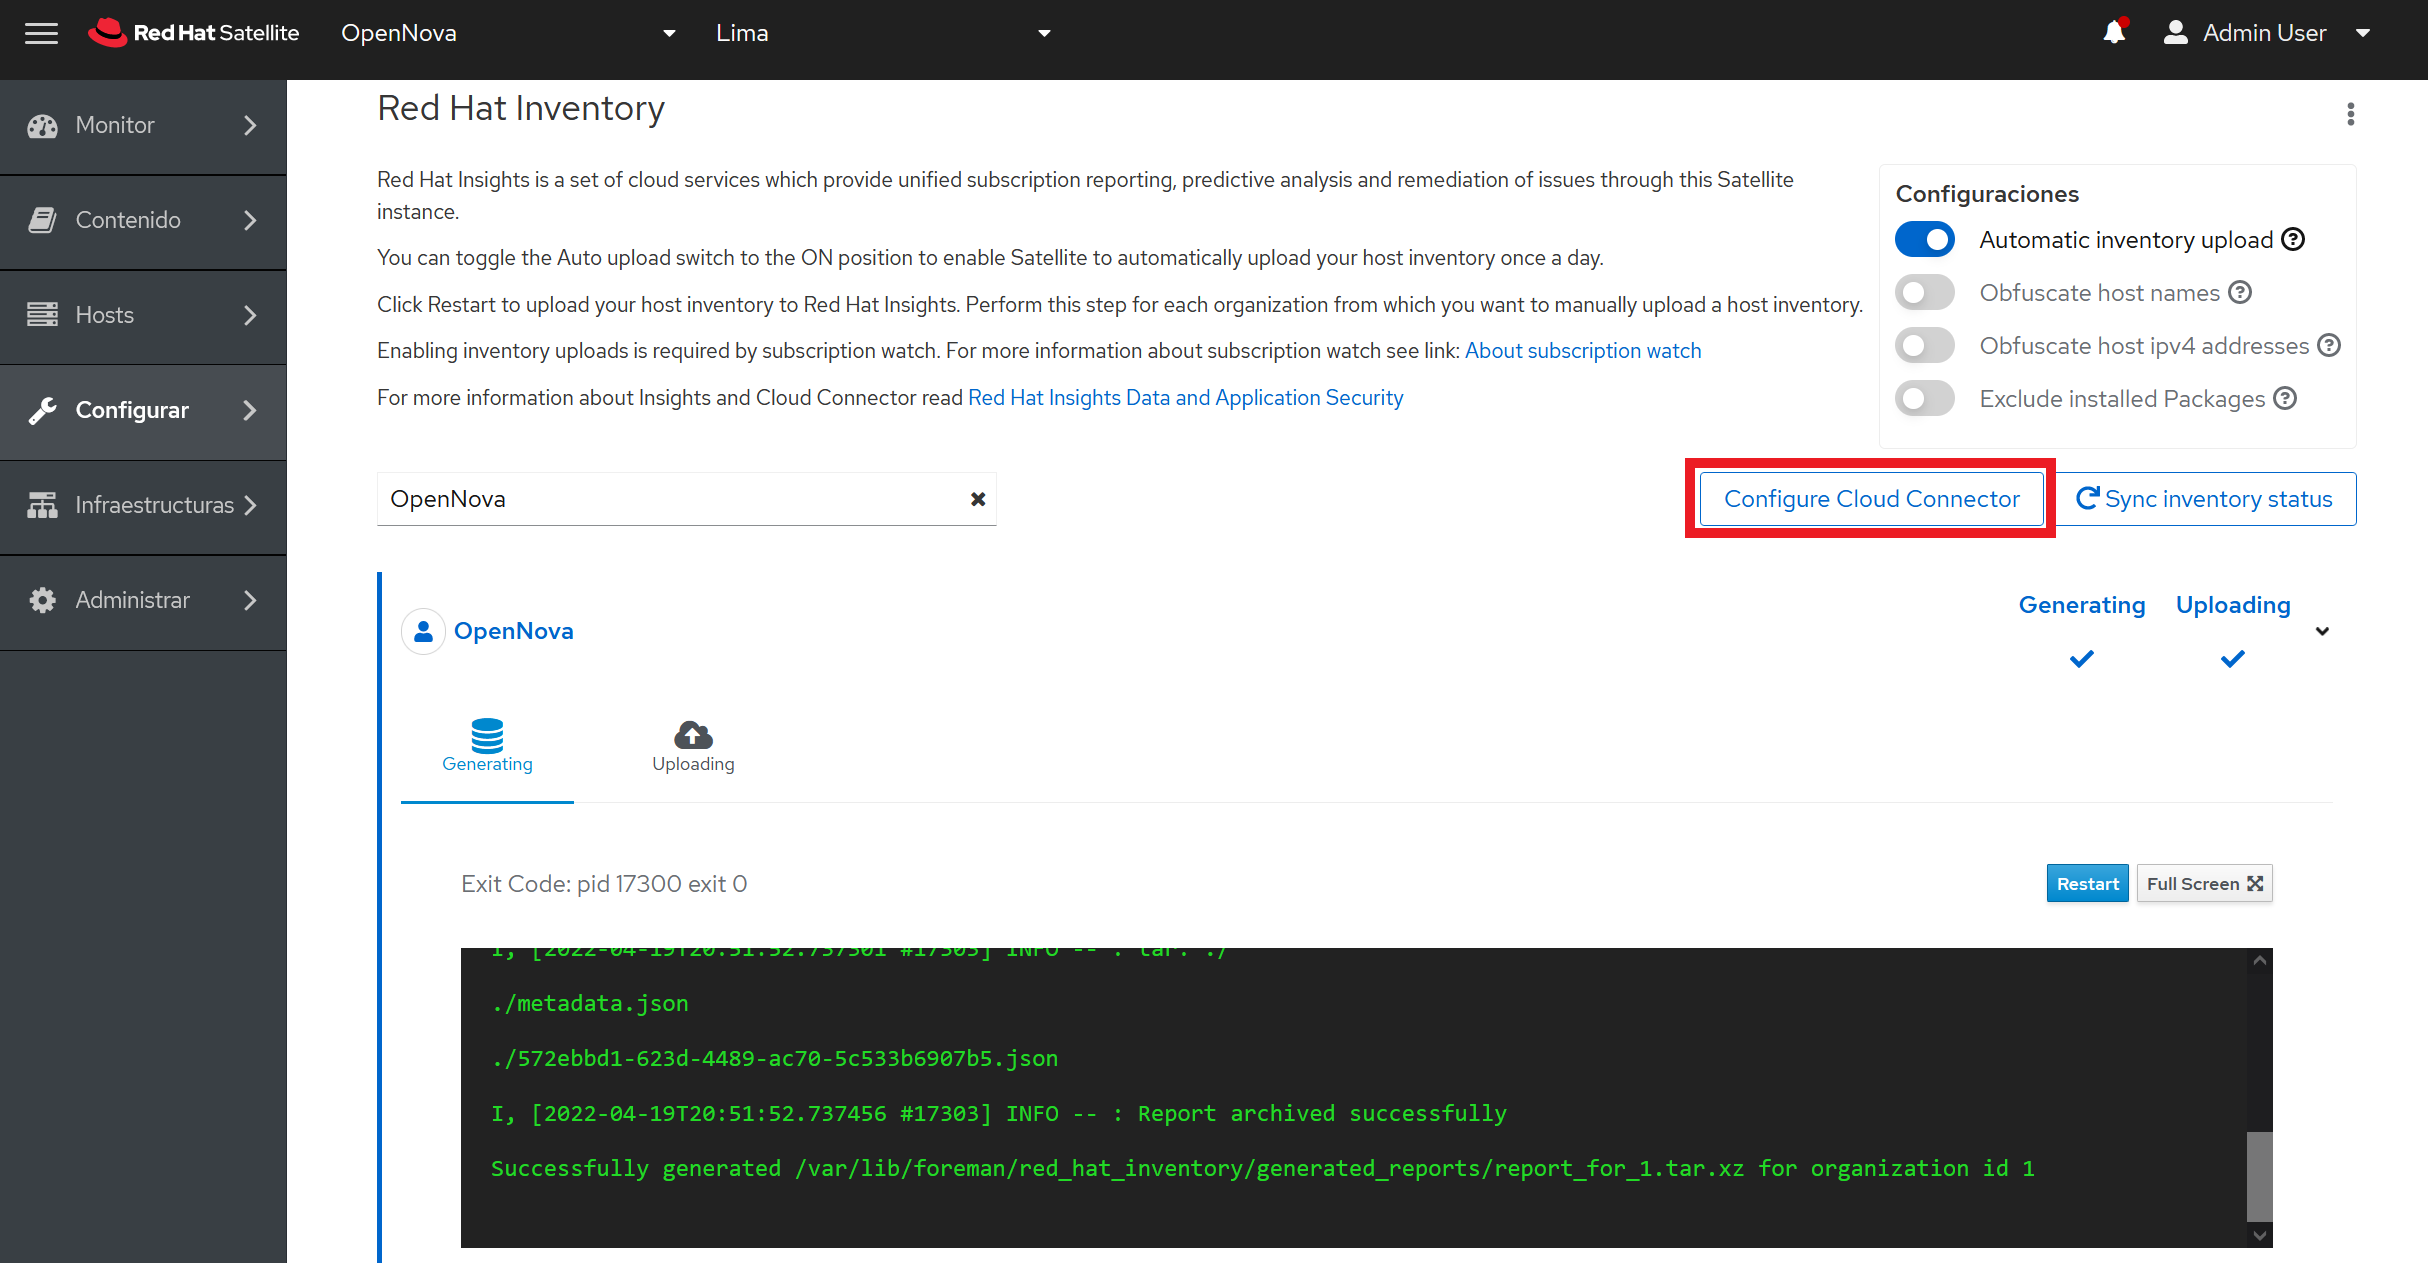 Red Hat Satellite
OpenNova
Lima
Admin User
Monitor
Contenido
Hosts
Configurar
Infraestructuras
Administrar
Red Hat Inventory
Red Hat Insights is a set of cloud services which provide unified subscription reporting, predictive analysis and remediation of issues through this Satellite
instance.
You can toggle the Auto upload switch to the ON position to enable Satellite to automatically upload your host inventory once a day.
Click Restart to upload your host inventory to Red Hat Insights. Perform this step for each organization from which you want to manually upload a host inventory.
Enabling inventory uploads is required by subscription watch. For more information about subscription watch see link: About subscription watch
For more information about Insights and Cloud Connector read Red Hat Insights Data and Application Security
Configuraciones
Automatic inventory upload
Obfuscate host names
Obfuscate host ipv4 addresses
Exclude installed Packages
OpenNova
Configure Cloud Connector
Sync inventory status
OpenNova
Generating
Uploading
Generating
Uploading
Exit Code: pid 17300 exit 0
Restart
Full Screen
I, [2022-04-19T20:51:52.737301 #17303] INFO -- : tar: ./
./metadata.json
./572ebbd1-623d-4489-ac70-5c533b6907b5.json
I, [2022-04-19T20:51:52.737456 #17303] INFO -- : Report archived successfully
Successfully generated /var/lib/foreman/red_hat_inventory/generated_reports/report_for_1.tar.xz for organization id 1